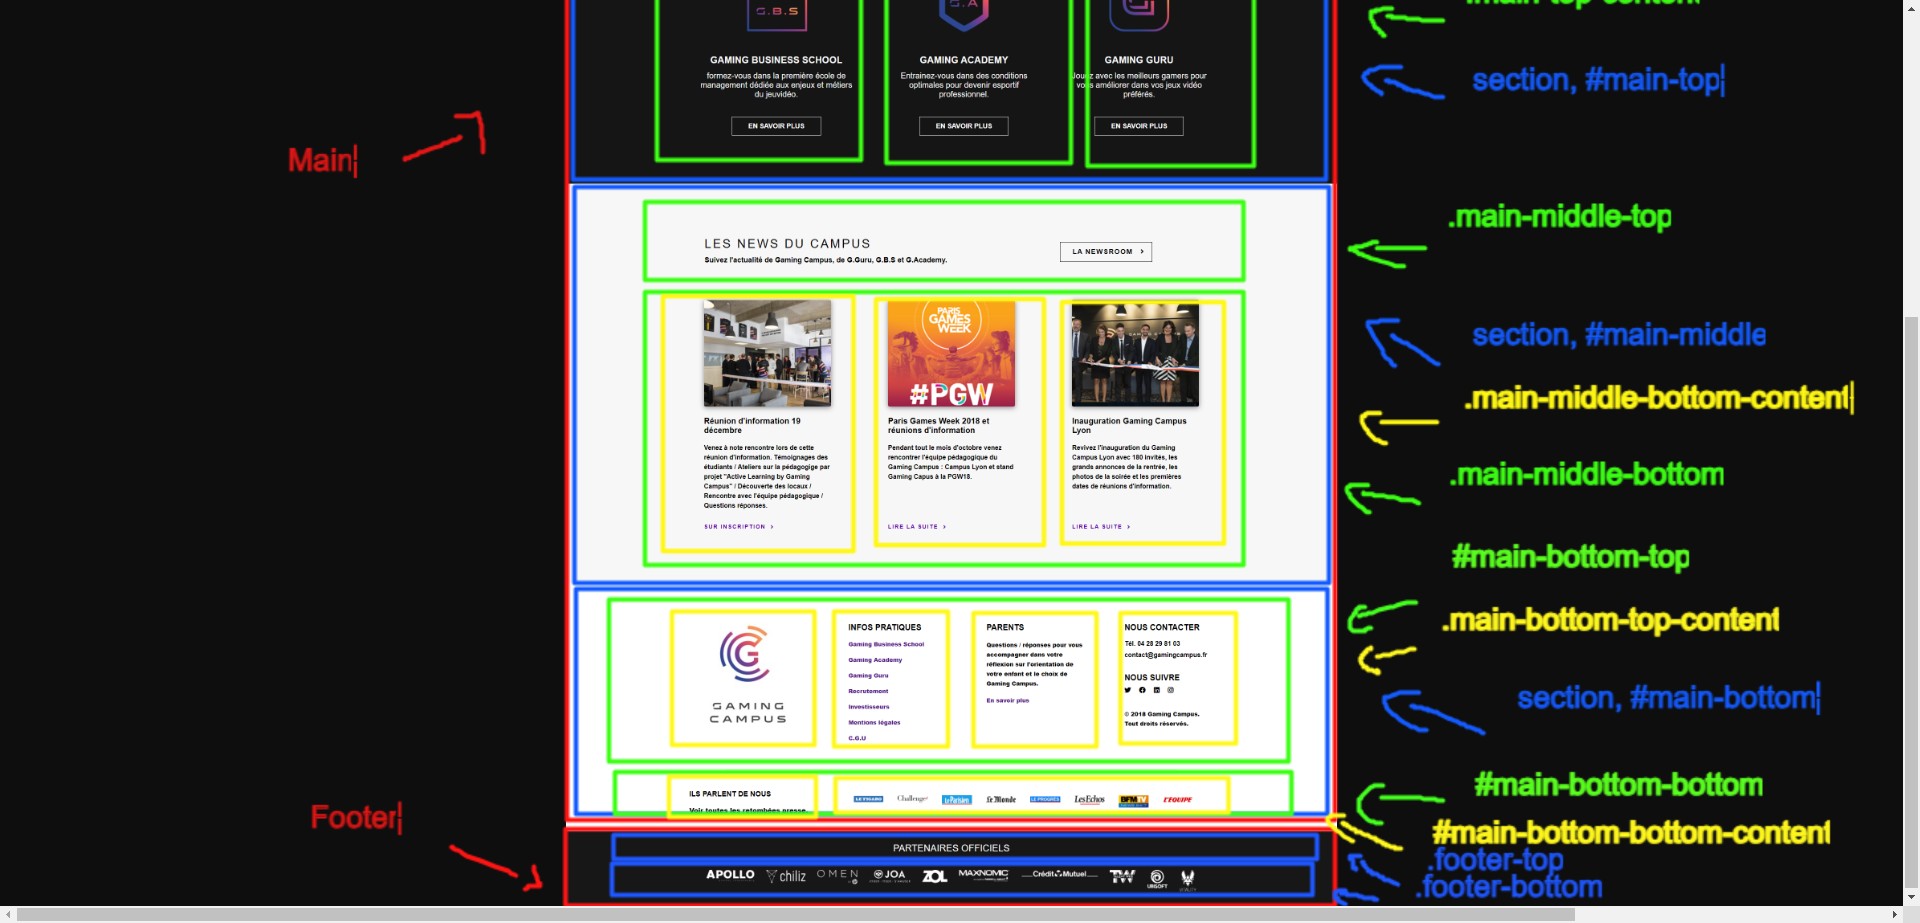 .main-top-content
G.B.S
G.A
section, #main-top
GAMING BUSINESS SCHOOL
formez-vous dans la première école de
management dédiée aux enjeux et métiers
du jeuvidéo.
EN SAVOIR PLUS
GAMING ACADEMY
Entrainez-vous dans des conditions
optimales pour devenir esportif
professionnel.
EN SAVOIR PLUS
GAMING GURU
Jouez avec les meilleurs gamers pour
vous améliorer dans vos jeux vidéo
préférés.
EN SAVOIR PLUS
Main
.main-middle-top
LES NEWS DU CAMPUS
Suivez l'actualité de Gaming Campus, de G.Guru, G.B.S et G.Academy.
LA NEWSROOM >
section, #main-middle
.main-middle-bottom-content
.main-middle-bottom
PARIS
GAMES
WEEK
#PGW
Réunion d'information 19
décembre
Venez à note rencontre lors de cette
réunion d'information. Témoignages des
étudiants / Ateliers sur la pédagogige par
projet "Active Learning by Gaming
Campus" / Découverte des locaux /
Rencontre avec l'équipe pédagogique /
Questions réponses.
SUR INSCRIPTION >
Paris Games Week 2018 et
réunions d'information
Pendant tout le mois d'octobre venez
rencontrer l'équipe pédagogique du
Gaming Campus : Campus Lyon et stand
Gaming Capus à la PGW18.
LIRE LA SUITE >
Inauguration Gaming Campus
Lyon
Revivez l'inauguration du Gaming
Campus Lyon avec 180 invités, les
grands annonces de la rentrée, les
photos de la soirée et les premières
dates de réunions d'information.
LIRE LA SUITE >
#main-bottom-top
.main-bottom-top-content
section, #main-bottom
GAMING
CAMPUS
INFOS PRATIQUES
Gaming Business School
Gaming Academy
Gaming Guru
Recrutement
Investisseurs
Mentions légales
C.G.U
PARENTS
Questions / réponses pour vous
accompagner dans votre
réflexion sur l'orientation de
votre enfant et le choix de
Gaming Campus.
En savoir plus
NOUS CONTACTER
Tél. 04 28 29 81 03
contact@gamingcampus.fr
NOUS SUIVRE
© 2018 Gaming Campus.
Tout droits réservés.
#main-bottom-bottom
ILS PARLENT DE NOUS
Voir toutes les retombées presse.
LE FIGARO Challenges Le Parisien Le Monde LE PROGRES Les Echos BFM TV L'EQUIPE
Footer
#main-bottom-bottom-content
.footer-top
.footer-bottom
PARTENAIRES OFFICIELS
APOLLO chiliz OMEN JOA ZOL MAXNOMIC Crédit Mutuel TW UBISOFT